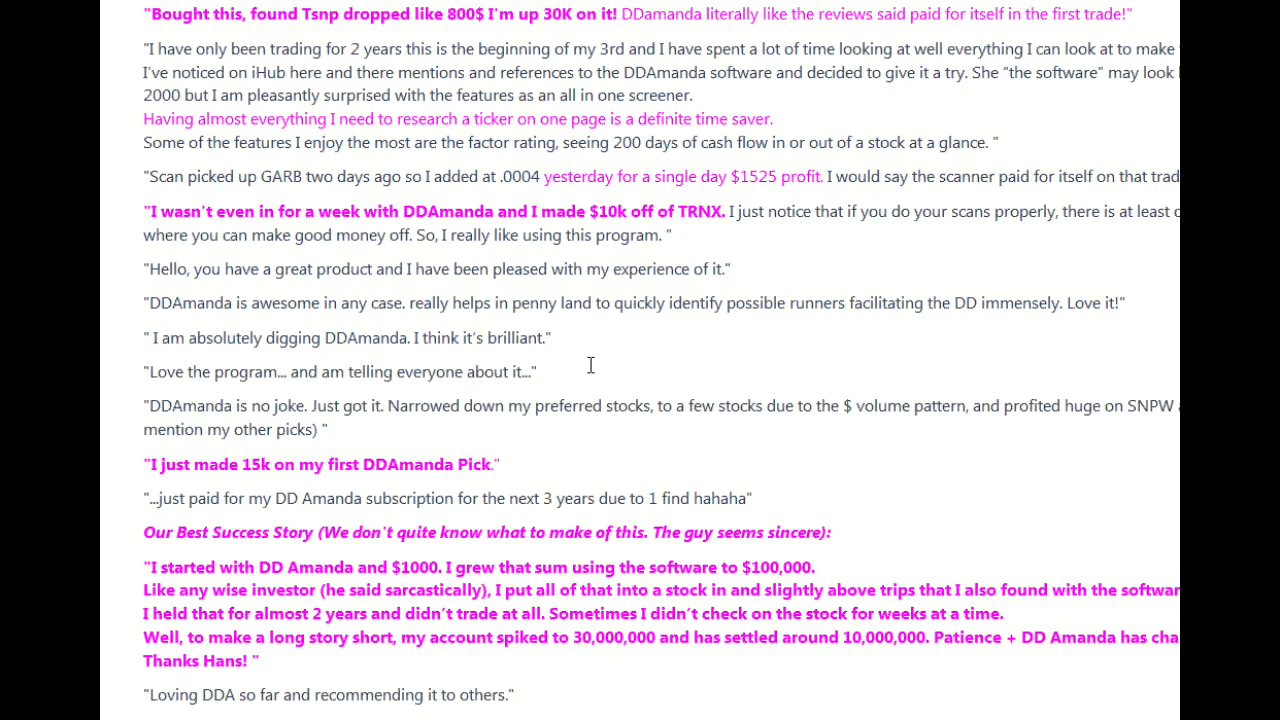 "Bought this, found Tsnp dropped like 800$ I'm up 30K on it! DDamanda literally like the reviews said paid for itself in the first trade!"
"I have only been trading for 2 years this is the beginning of my 3rd and I have spent a lot of time looking at well everything I can look at to make
I've noticed on iHub here and there mentions and references to the DDAmanda software and decided to give it a try. She “the software” may look
2000 but I am pleasantly surprised with the features as an all in one screener.
Having almost everything I need to research a ticker on one page is a definite time saver.
Some of the features I enjoy the most are the factor rating, seeing 200 days of cash flow in or out of a stock at a glance. "
"Scan picked up GARB two days ago so I added at .0004 yesterday for a single day $1525 profit. I would say the scanner paid for itself on that trad
"I wasn't even in for a week with DDAmanda and I made $10k off of TRNX. I just notice that if you do your scans properly, there is at least
where you can make good money off. So, I really like using this program. "
"Hello, you have a great product and I have been pleased with my experience of it."
"DDAmanda is awesome in any case. really helps in penny land to quickly identify possible runners facilitating the DD immensely. Love it!"
" I am absolutely digging DDAmanda. I think it’s brilliant."
"Love the program... and am telling everyone about it..."
"DDAmanda is no joke. Just got it. Narrowed down my preferred stocks, to a few stocks due to the $ volume pattern, and profited huge on SNPW
mention my other picks) "
"I just made 15k on my first DDAmanda Pick."
"...just paid for my DD Amanda subscription for the next 3 years due to 1 find hahaha"
Our Best Success Story (We don't quite know what to make of this. The guy seems sincere):
"I started with DD Amanda and $1000. I grew that sum using the software to $100,000.
Like any wise investor (he said sarcastically), I put all of that into a stock in and slightly above trips that I also found with the softwar
I held that for almost 2 years and didn’t trade at all. Sometimes I didn’t check on the stock for weeks at a time.
Well, to make a long story short, my account spiked to 30,000,000 and has settled around 10,000,000. Patience + DD Amanda has cha
Thanks Hans! "
"Loving DDA so far and recommending it to others."